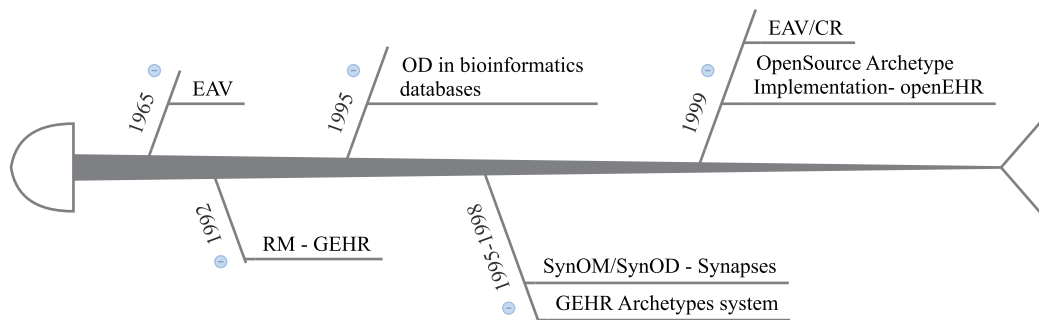 1965
EAV
1992
RM - GEHR
1995
OD in bioinformatics
databases
1995-1998
SynOM/SynOD - Synapses
GEHR Archetypes system
1999
EAV/CR
OpenSource Archetype
Implementation- openEHR